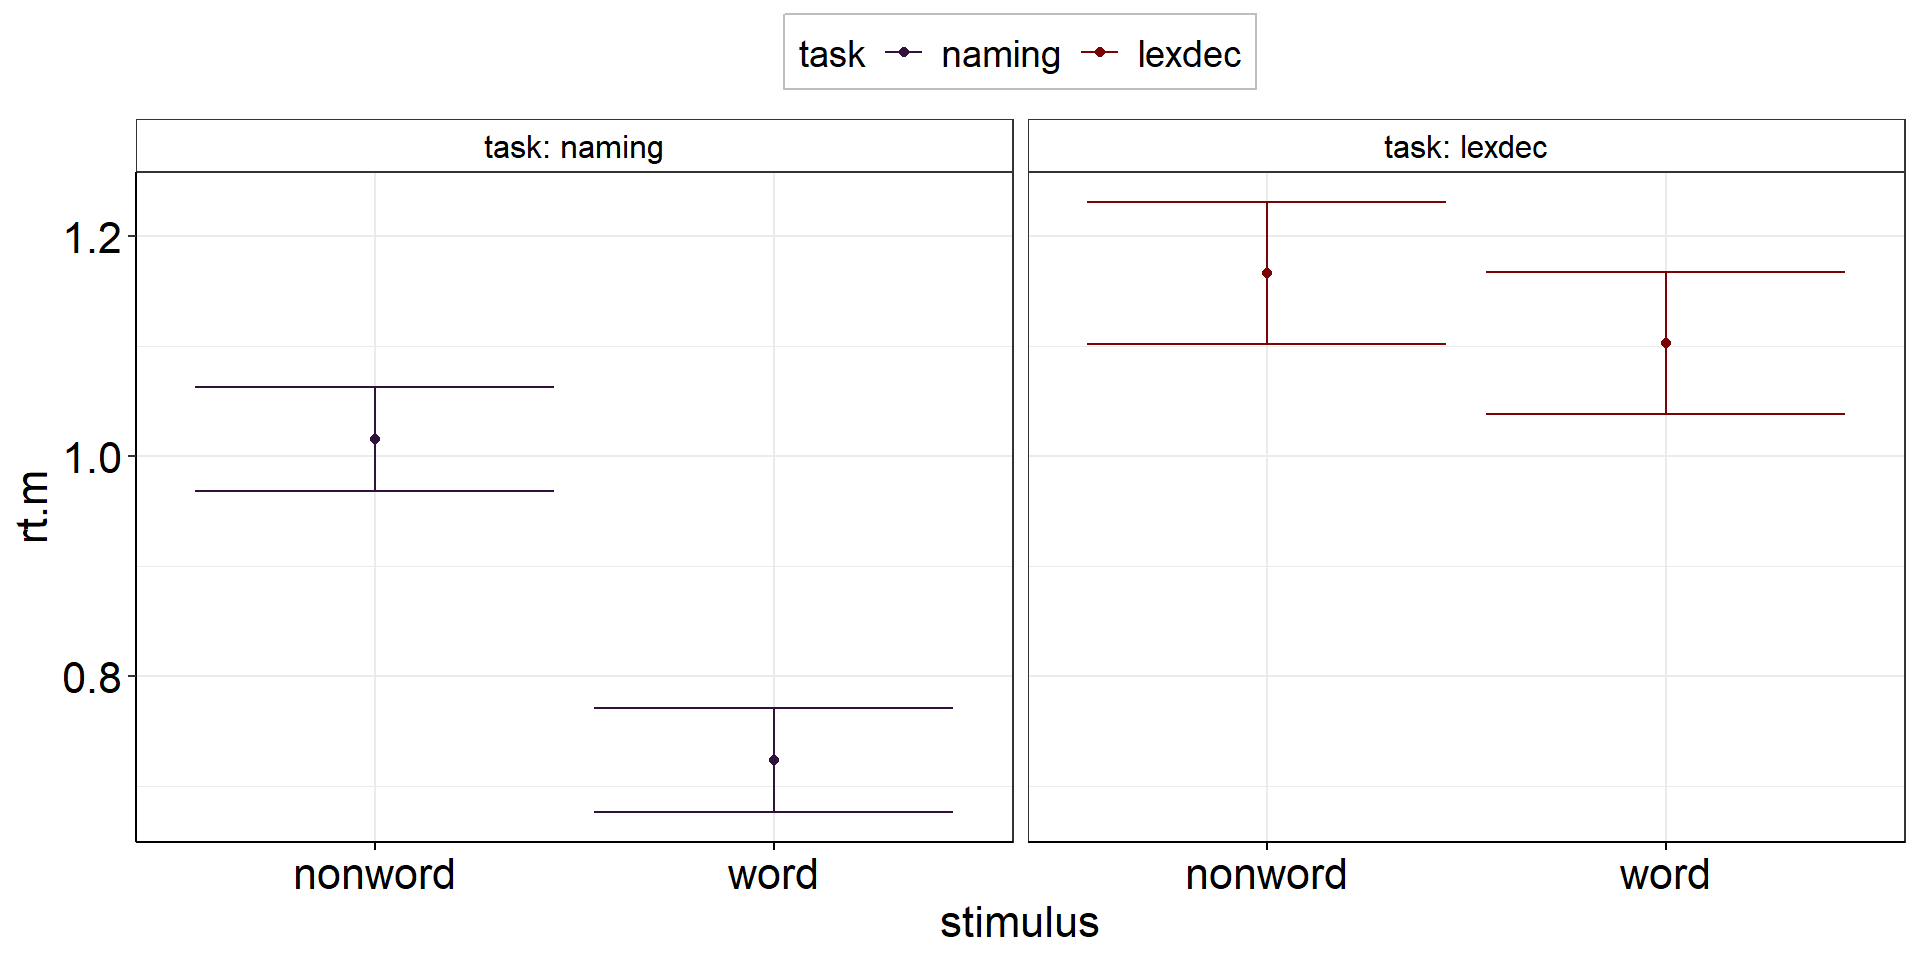 task naming lexdec
task: naming task: lexdec
1.2
1.0
0.8
rt.m
nonword word nonword word
stimulus